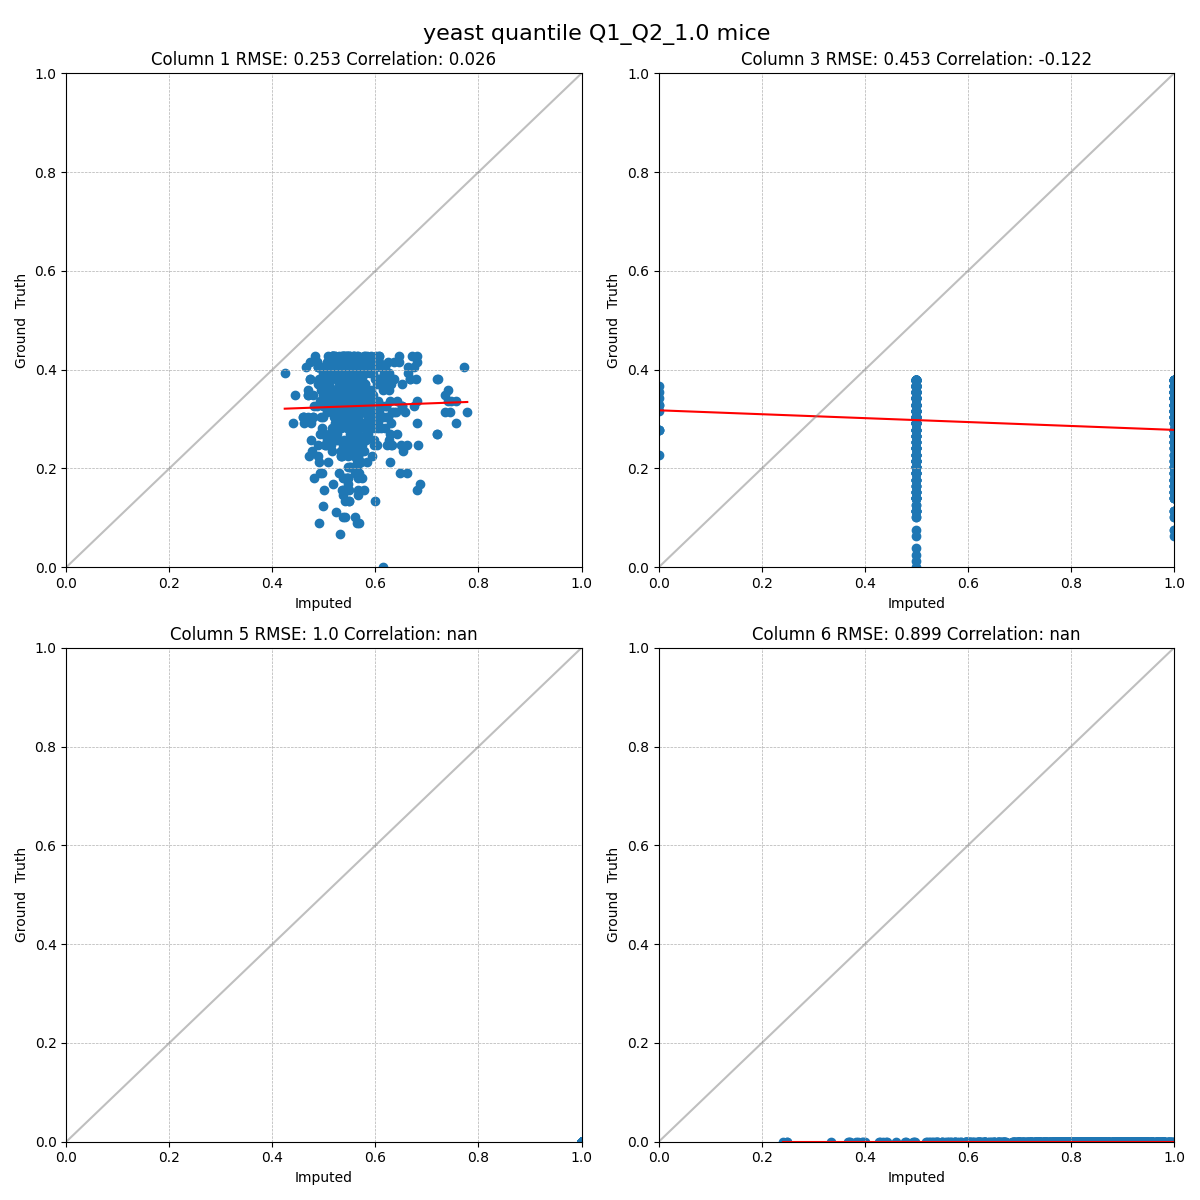 yeast quantile Q1_Q2_1.0 mice
Column 1 RMSE: 0.253 Correlation: 0.026
1.0
0.8
0.6
0.4
0.2
0.0
Ground Truth
0.0 0.2 0.4 0.6 0.8 1.0
Imputed
Column 3 RMSE: 0.453 Correlation: -0.122
1.0
0.8
0.6
0.4
0.2
0.0
Ground Truth
0.0 0.2 0.4 0.6 0.8 1.0
Imputed
Column 5 RMSE: 1.0 Correlation: nan
1.0
0.8
0.6
0.4
0.2
0.0
Ground Truth
0.0 0.2 0.4 0.6 0.8 1.0
Imputed
Column 6 RMSE: 0.899 Correlation: nan
1.0
0.8
0.6
0.4
0.2
0.0
Ground Truth
0.0 0.2 0.4 0.6 0.8 1.0
Imputed